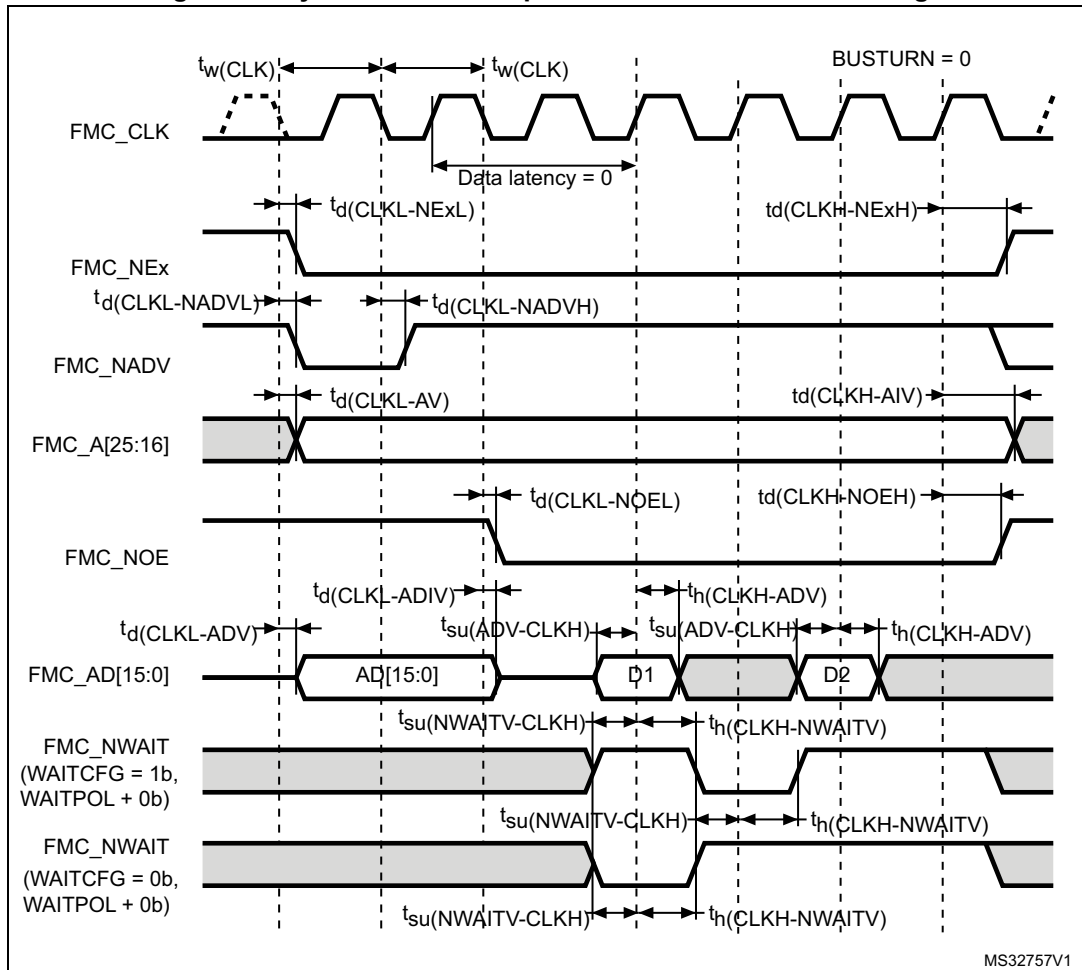 tw(CLK) tw(CLK) BUSTURN = 0
FMC_CLK
Data latency = 0
td(CLKL-NExL) td(CLKH-NExH)
FMC_NEx
td(CLKL-NADVL) td(CLKL-NADVH)
FMC_NADV
td(CLKL-AV) td(CLKH-AIV)
FMC_A[25:16]
td(CLKL-NOEL) td(CLKH-NOEH)
FMC_NOE
td(CLKL-ADIV) th(CLKH-ADV)
td(CLKL-ADV) tsu(ADV-CLKH) tsu(ADV-CLKH) th(CLKH-ADV)
FMC_AD[15:0] AD[15:0] D1 D2
tsu(NWAITV-CLKH) th(CLKH-NWAITV)
FMC_NWAIT
(WAITCFG = 1b,
WAITPOL + 0b)
tsu(NWAITV-CLKH) th(CLKH-NWAITV)
FMC_NWAIT
(WAITCFG = 0b,
WAITPOL + 0b)
tsu(NWAITV-CLKH) th(CLKH-NWAITV)
MS32757V1